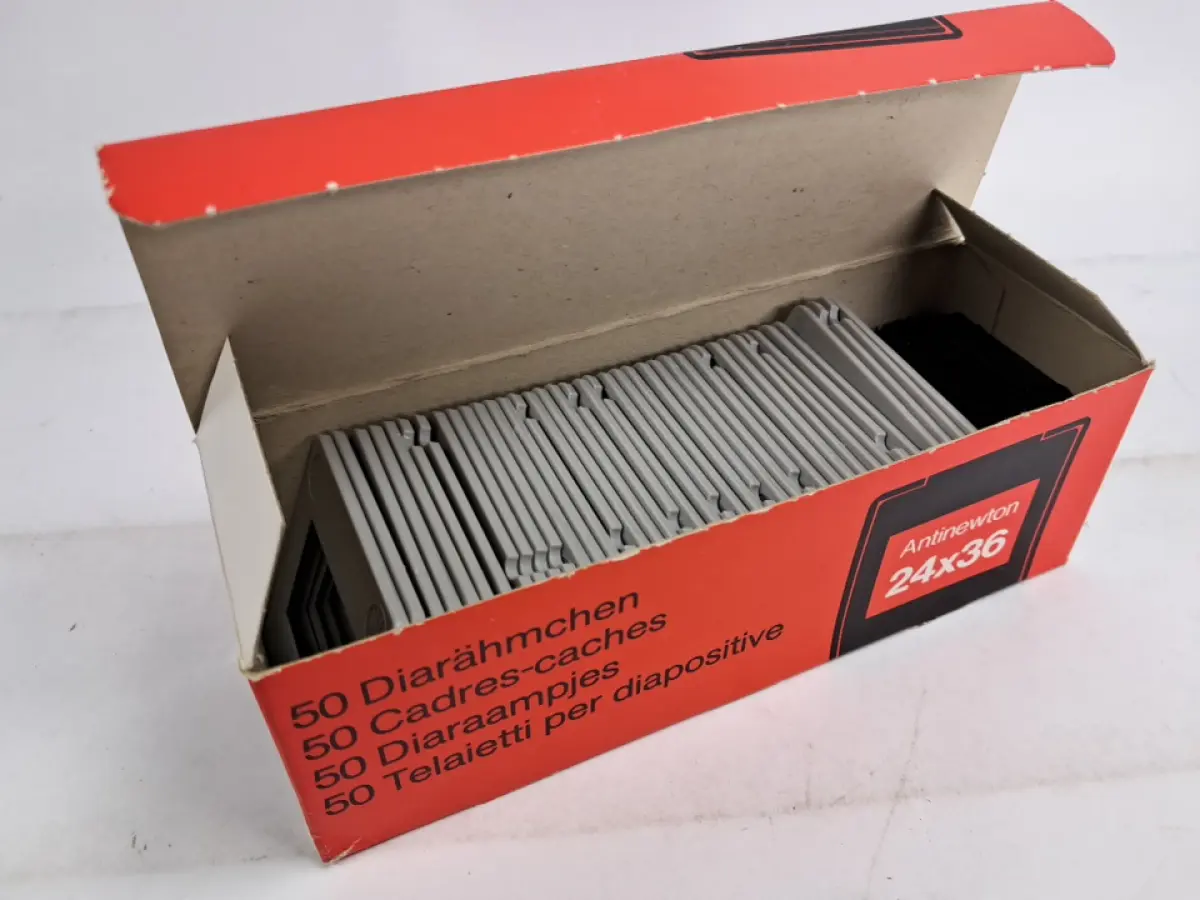 50 Diarähmchen
50 Cadres-caches
50 Diaraampjes
50 Telaietti per diapositive
Antinewton
24x36